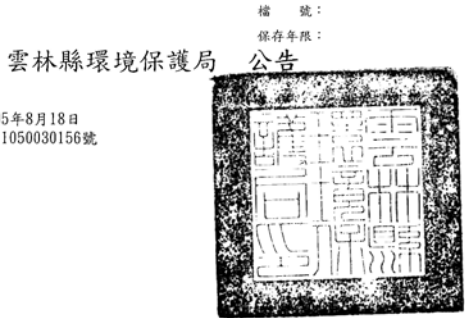 檔 號：
保存年限：
雲林縣環境保護局 公告
5年8月18日
1050030156號
雲林縣
環境保
護局印